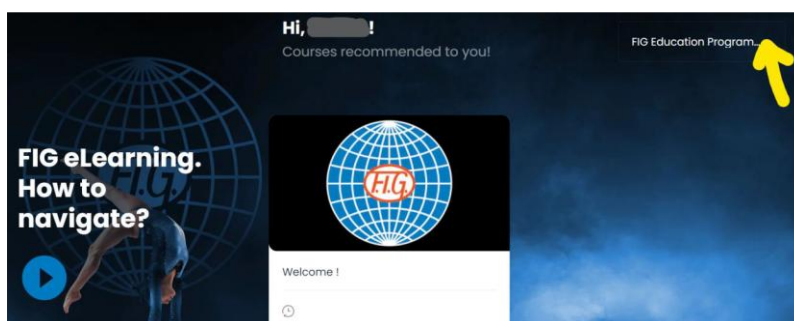 Hi, !
Courses recommended to you!
FIG Education Program...
FIG eLearning.
How to
navigate?
F.I.G.
F.I.G.
Welcome !